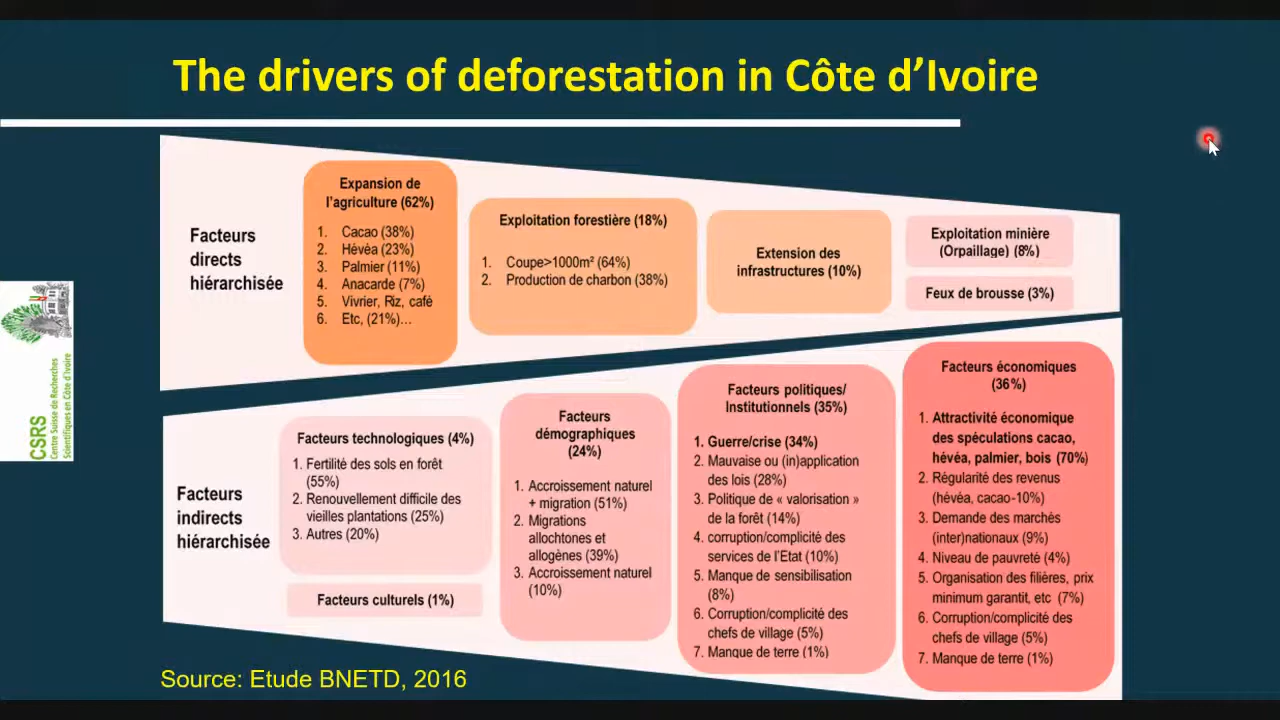 The drivers of deforestation in Côte d’Ivoire
Facteurs
directs
hiérarchisée
Expansion de
l’agriculture (62%)
1. Cacao (38%)
2. Hévéa (23%)
3. Palmier (11%)
4. Anacarde (7%)
5. Vivrier, Riz, café
6. Etc, (21%)…
Exploitation forestière (18%)
1. Coupe>1000m² (64%)
2. Production de charbon (38%)
Extension des
infrastructures (10%)
Exploitation minière
(Orpaillage) (8%)
Feux de brousse (3%)
Facteurs
indirects
hiérarchisée
Facteurs technologiques (4%)
1. Fertilité des sols en forêt
(55%)
2. Renouvellement difficile des
vieilles plantations (25%)
3. Autres (20%)
Facteurs culturels (1%)
Facteurs
démographiques
(24%)
1. Accroissement naturel
+ migration (51%)
2. Migrations
allochtones et
allogènes (39%)
3. Accroissement naturel
(10%)
Facteurs politiques/
Institutionnels (35%)
1. Guerre/crise (34%)
2. Mauvaise ou (in)application
des lois (28%)
3. Politique de « valorisation »
de la forêt (14%)
4. corruption/complicité des
services de l’Etat (10%)
5. Manque de sensibilisation
(8%)
6. Corruption/complicité des
chefs de village (5%)
7. Manque de terre (1%)
Facteurs économiques
(36%)
1. Attractivité économique
des spéculations cacao,
hévéa, palmier, bois (70%)
2. Régularité des revenus
(hévéa, cacao-10%)
3. Demande des marchés
(inter)nationaux (9%)
4. Niveau de pauvreté (4%)
5. Organisation des filières, prix
minimum garantit, etc (7%)
6. Corruption/complicité des
chefs de village (5%)
7. Manque de terre (1%)
CSRS
Centre Suisse de Recherches
Scientifiques en Côte d’Ivoire
Source: Etude BNETD, 2016